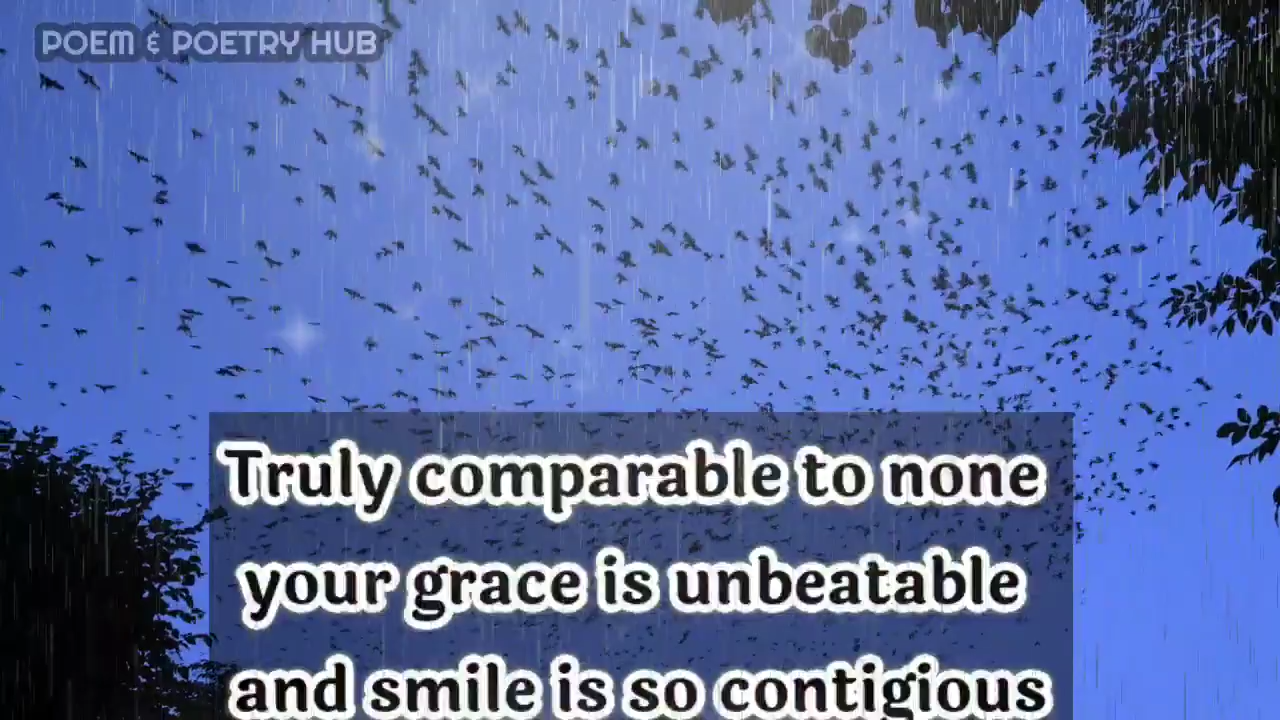 POEM & POETRY HUB
Truly comparable to none
your grace is unbeatable
and smile is so contigious